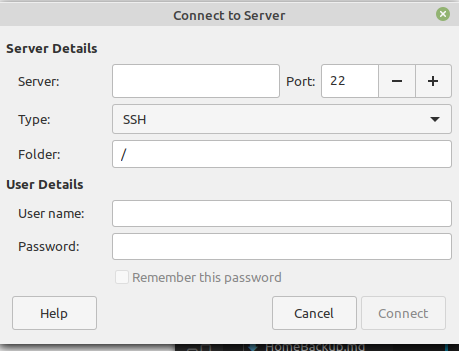 Connect to Server
Server Details
Server: Port: 22
Type: SSH
Folder: /
User Details
User name:
Password:
Remember this password
Help Cancel Connect
HomeBackup.md